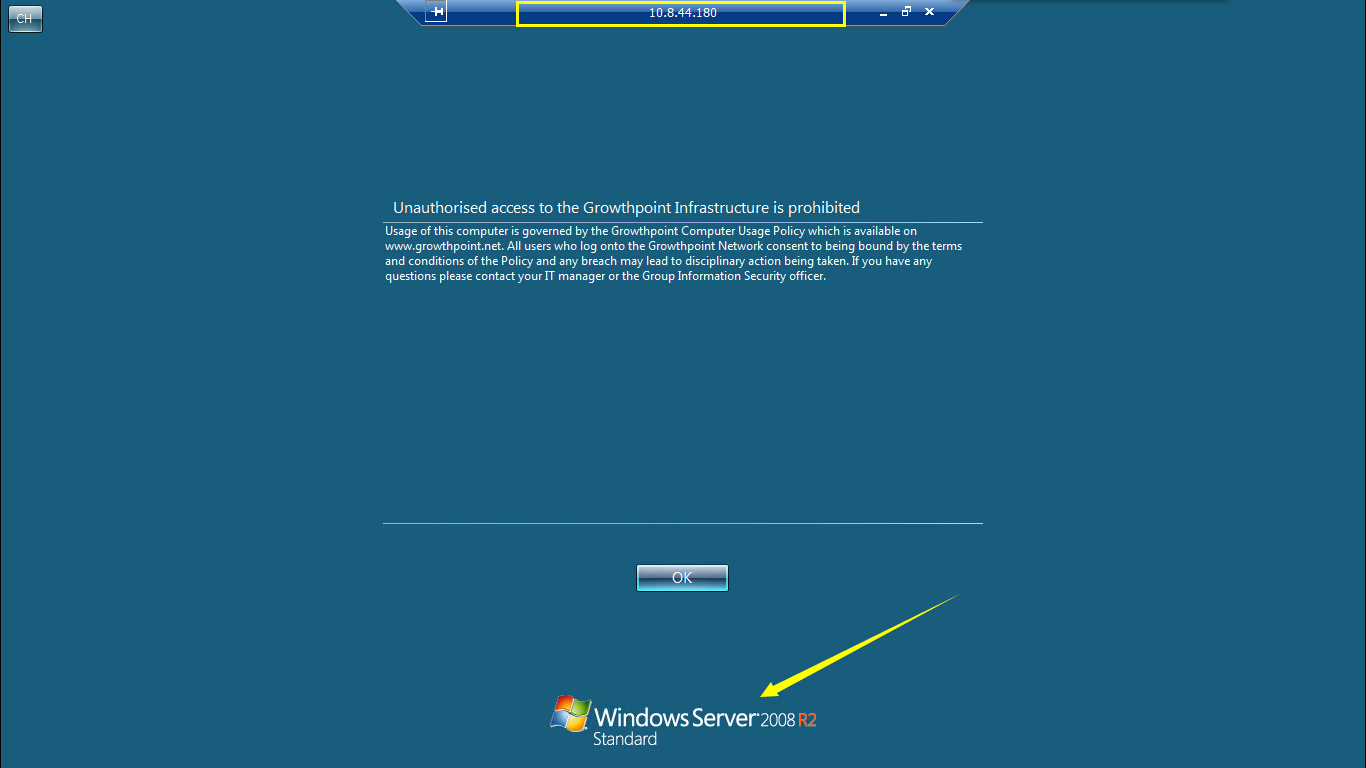 CH
10.8.44.180
Unauthorised access to the Growthpoint Infrastructure is prohibited
Usage of this computer is governed by the Growthpoint Computer Usage Policy which is available on
www.growthpoint.net. All users who log onto the Growthpoint Network consent to being bound by the terms
and conditions of the Policy and any breach may lead to disciplinary action being taken. If you have any
questions please contact your IT manager or the Group Information Security officer.
OK
Windows Server 2008 R2
Standard